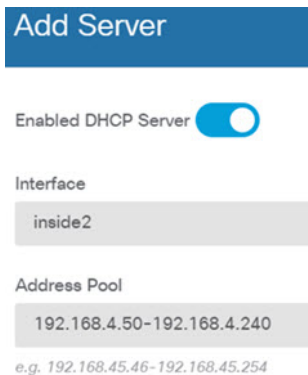 Add Server
Enabled DHCP Server
Interface
inside2
Address Pool
192.168.4.50-192.168.4.240
e.g. 192.168.45.46-192.168.45.254